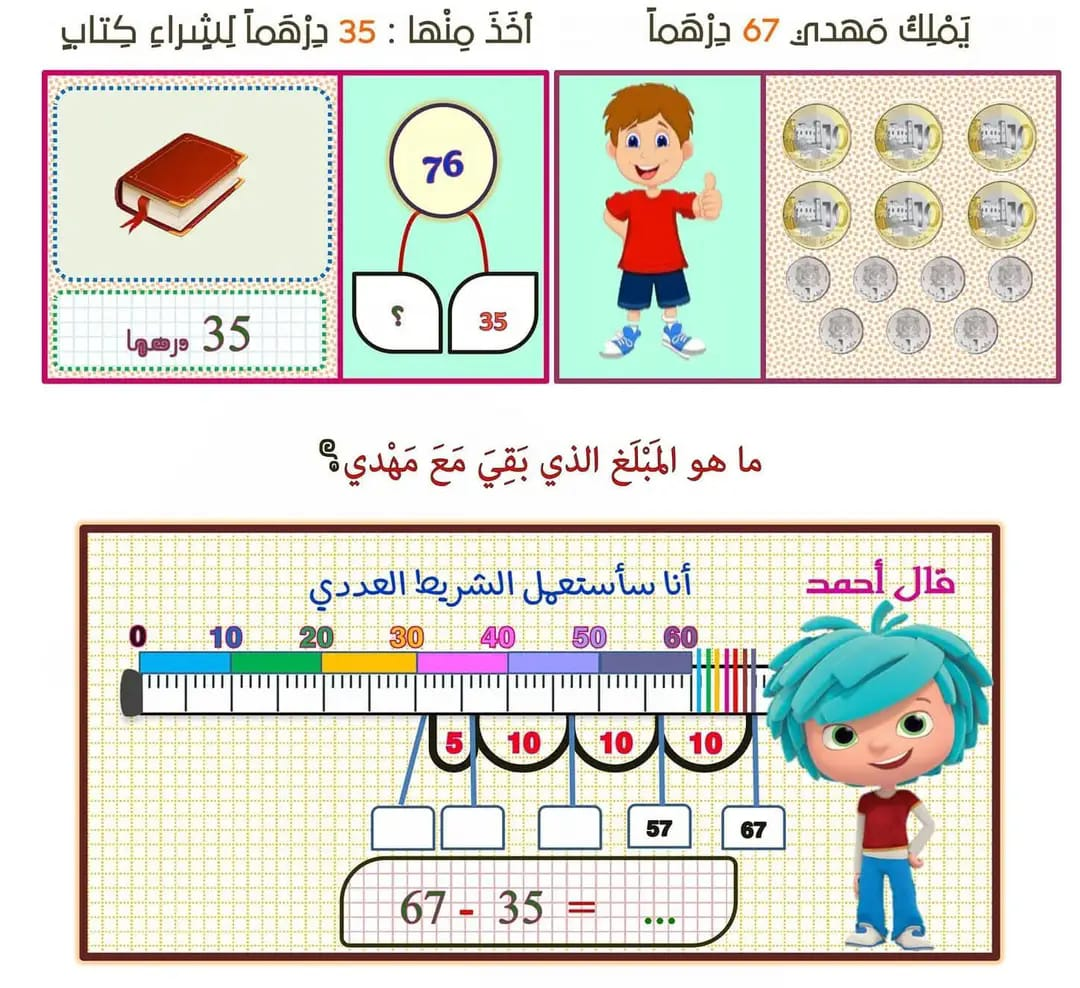 يَمْلِكُ مَهدي 67 دِرْهَماً
أَخَذَ مِنْها : 35 دِرْهَماً لِشِراءِ كِتابٍ
76
؟
35
35 درهما
ما هو المَبْلَغ الذي بَقِيَ مَعَ مَهْدي؟
قال أحمد
أنا سأستعمل الشريط العددي
0 10 20 30 40 50 60
5 10 10 10
57 67
67 - 35 = ...